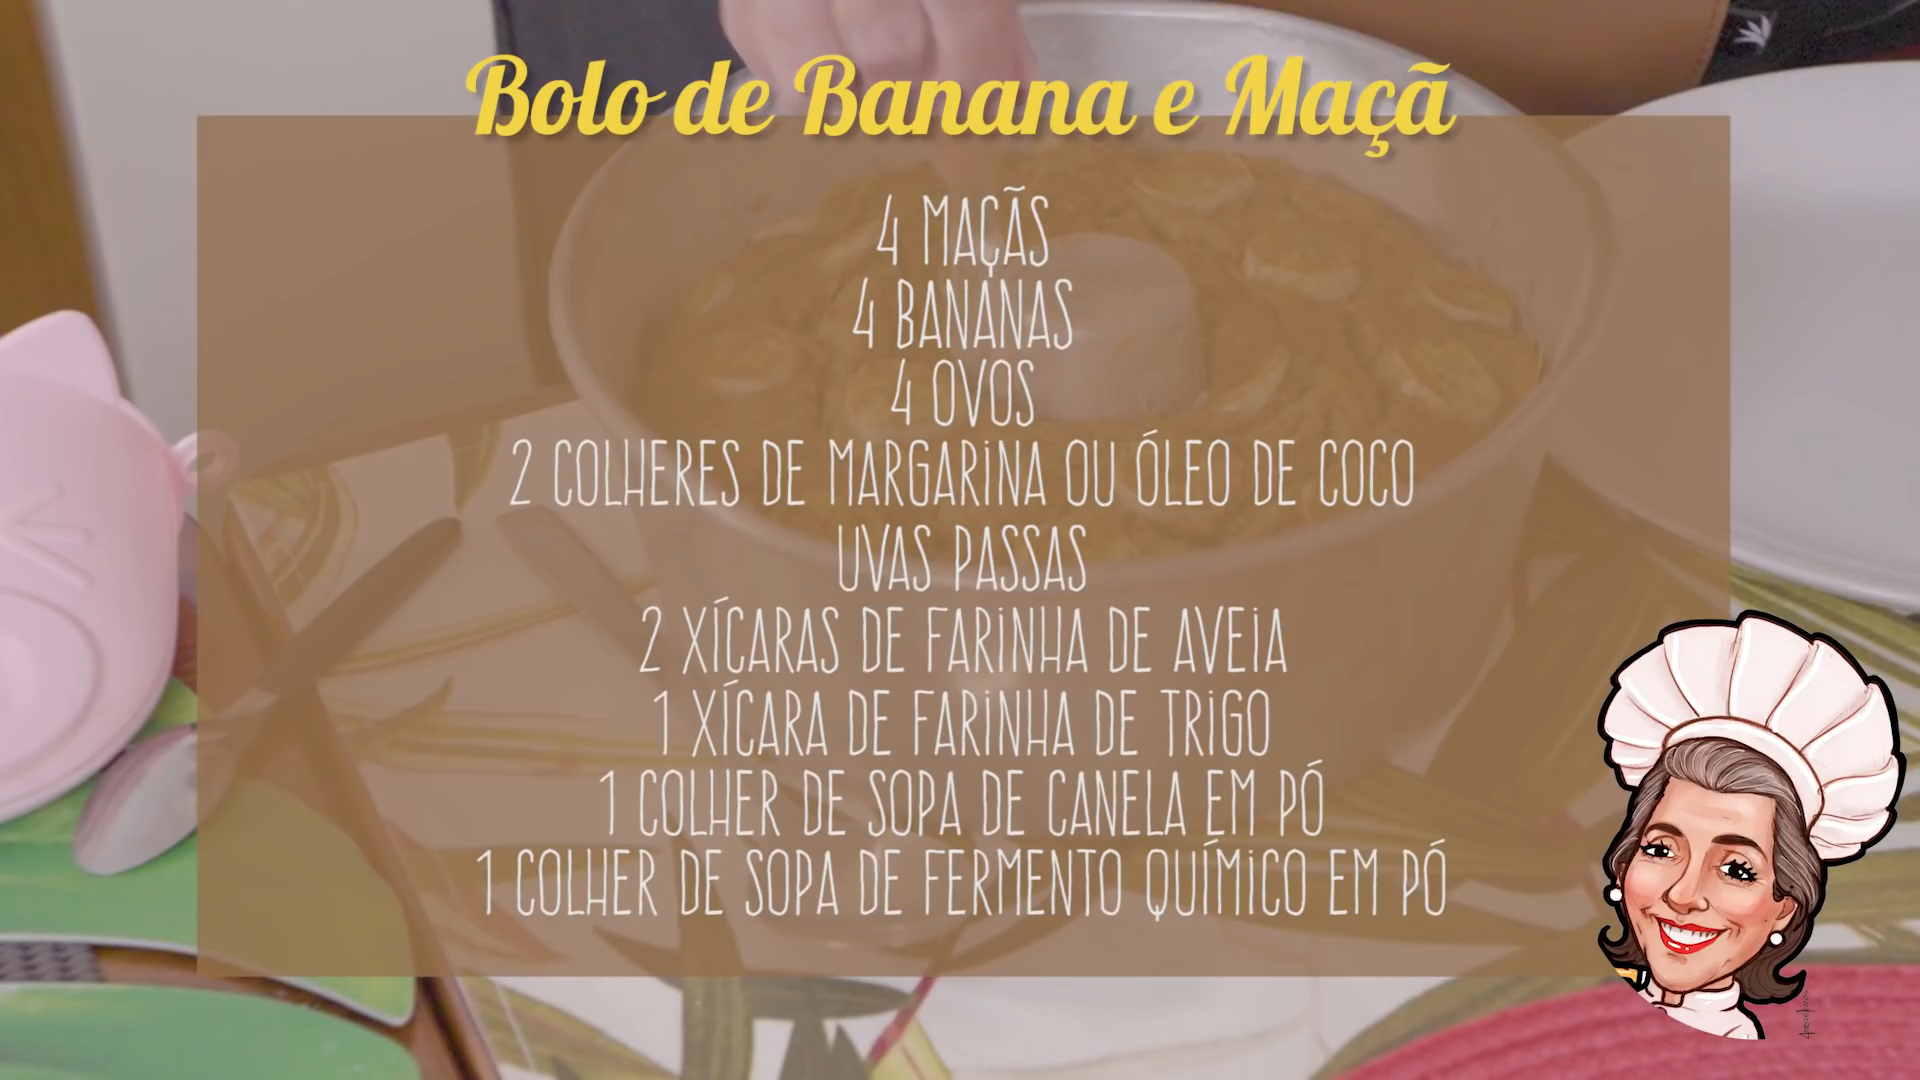 Bolo de Banana e Maçã
4 MAÇÃS
4 BANANAS
4 OVOS
2 COLHERES DE MARGARINA OU ÓLEO DE COCO
UVAS PASSAS
2 XÍCARAS DE FARINHA DE AVEIA
1 XÍCARA DE FARINHA DE TRIGO
1 COLHER DE SOPA DE CANELA EM PÓ
1 COLHER DE SOPA DE FERMENTO QUÍMICO EM PÓ